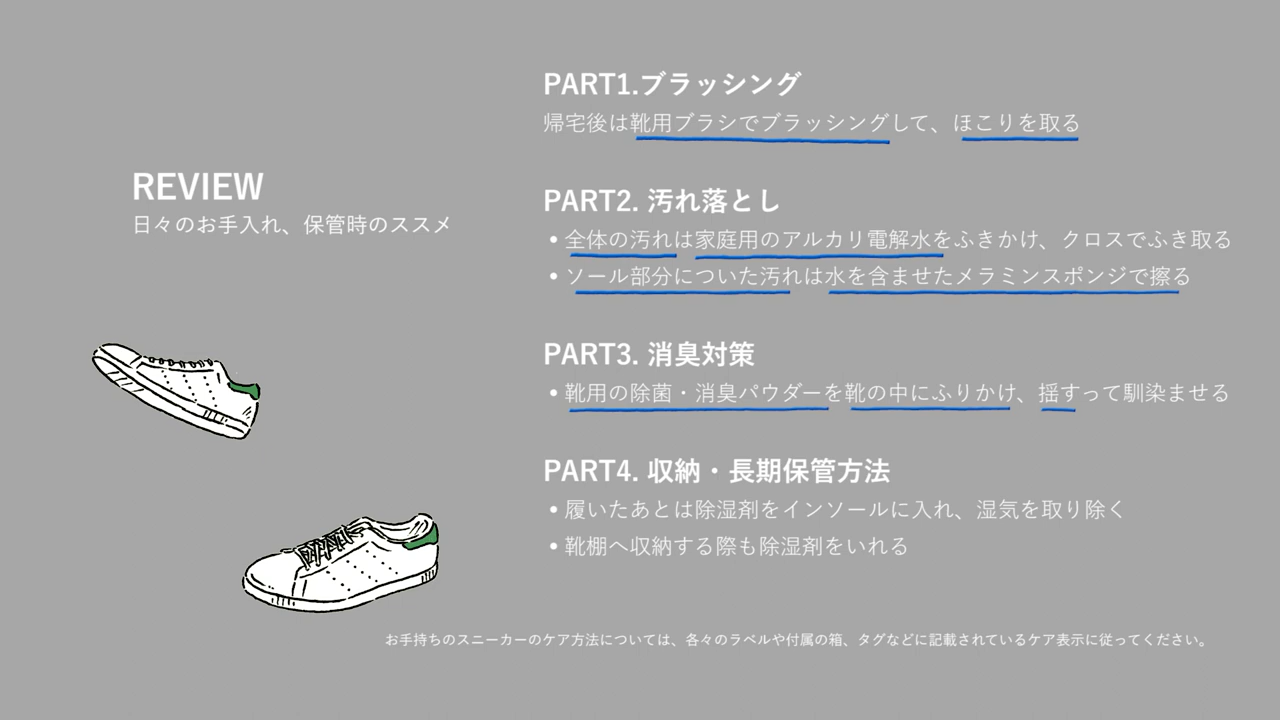 REVIEW
日々のお手入れ、保管時のススメ
PART1.ブラッシング
帰宅後は靴用ブラシでブラッシングして、ほこりを取る
PART2. 汚れ落とし
• 全体の汚れは家庭用のアルカリ電解水をふきかけ、クロスでふき取る
• ソール部分についた汚れは水を含ませたメラミンスポンジで擦る
PART3. 消臭対策
• 靴用の除菌・消臭パウダーを靴の中にふりかけ、揺すって馴染ませる
PART4. 収納・長期保管方法
• 履いたあとは除湿剤をインソールに入れ、湿気を取り除く
• 靴棚へ収納する際も除湿剤をいれる
お手持ちのスニーカーのケア方法については、各々のラベルや付属の箱、タグなどに記載されているケア表示に従ってください。